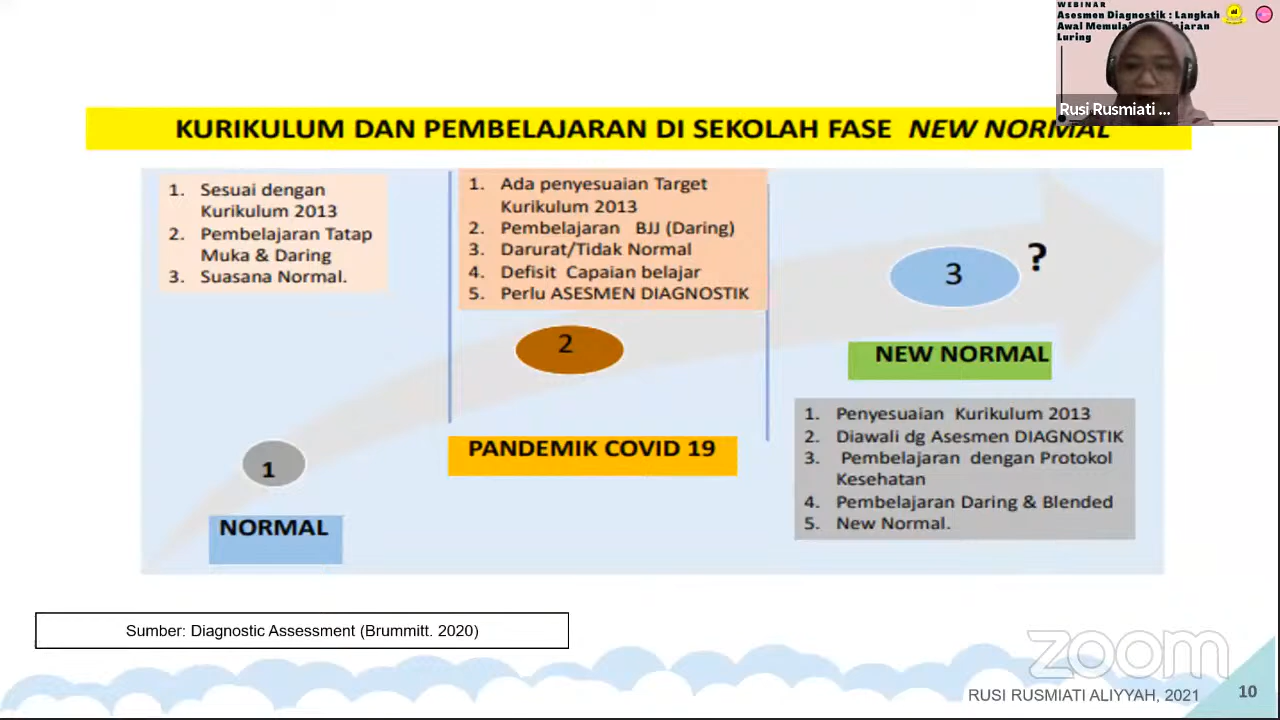 WEBINAR
Asesmen Diagnostik : Langkah
Awal
Luring
Rusi Rusmiati ...
KURIKULUM DAN PEMBELAJARAN DI SEKOLAH FASE NEW NORMAL
1. Sesuai dengan
Kurikulum 2013
2. Pembelajaran Tatap
Muka & Daring
3. Suasana Normal.
1
NORMAL
1. Ada penyesuaian Target
Kurikulum 2013
2. Pembelajaran BJJ (Daring)
3. Darurat/Tidak Normal
4. Defisit Capaian belajar
5. Perlu ASESMEN DIAGNOSTIK
2
PANDEMIK COVID 19
3
?
NEW NORMAL
1. Penyesuaian Kurikulum 2013
2. Diawali dg Asesmen DIAGNOSTIK
3. Pembelajaran dengan Protokol
Kesehatan
4. Pembelajaran Daring & Blended
5. New Normal.
Sumber: Diagnostic Assessment (Brummitt. 2020)
zoom
RUSI RUSMIATI ALIYYAH, 2021
10